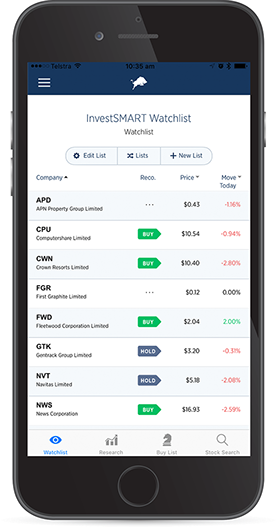 Telstra 10:35 am
InvestSMART Watchlist
Watchlist
Edit List Lists + New List
Company Reco. Price Move Today
APD
APN Property Group Limited
... $0.43 -1.16%
CPU
Computershare Limited
BUY $10.54 -0.94%
CWN
Crown Resorts Limited
BUY $10.40 -2.80%
FGR
First Graphite Limited
... $0.12 0.00%
FWD
Fleetwood Corporation Limited
BUY $2.04 2.00%
GTK
Gentrack Group Limited
HOLD $3.20 -0.31%
NVT
Navitas Limited
HOLD $5.18 -2.08%
NWS
News Corporation
BUY $16.93 -2.59%
Watchlist Research Buy List Stock Search